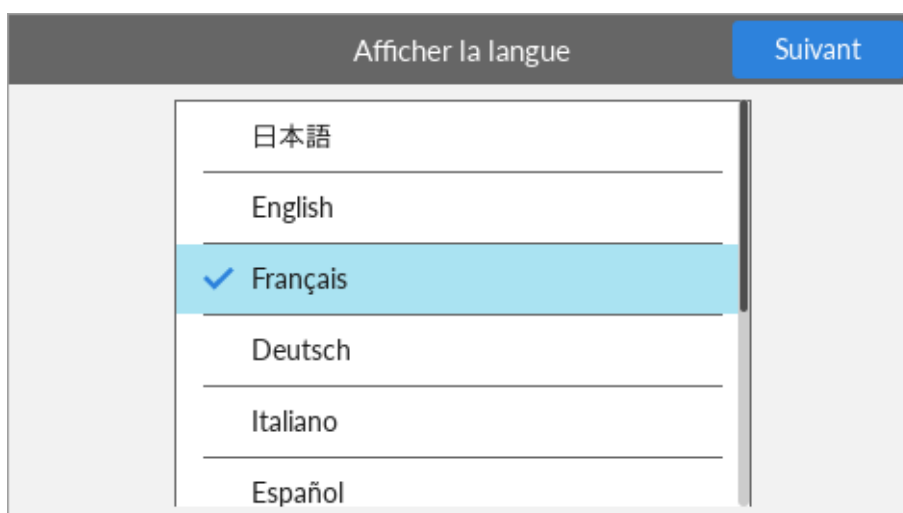 Afficher la langue
Suivant
日本語
English
Français
Deutsch
Italiano
Español